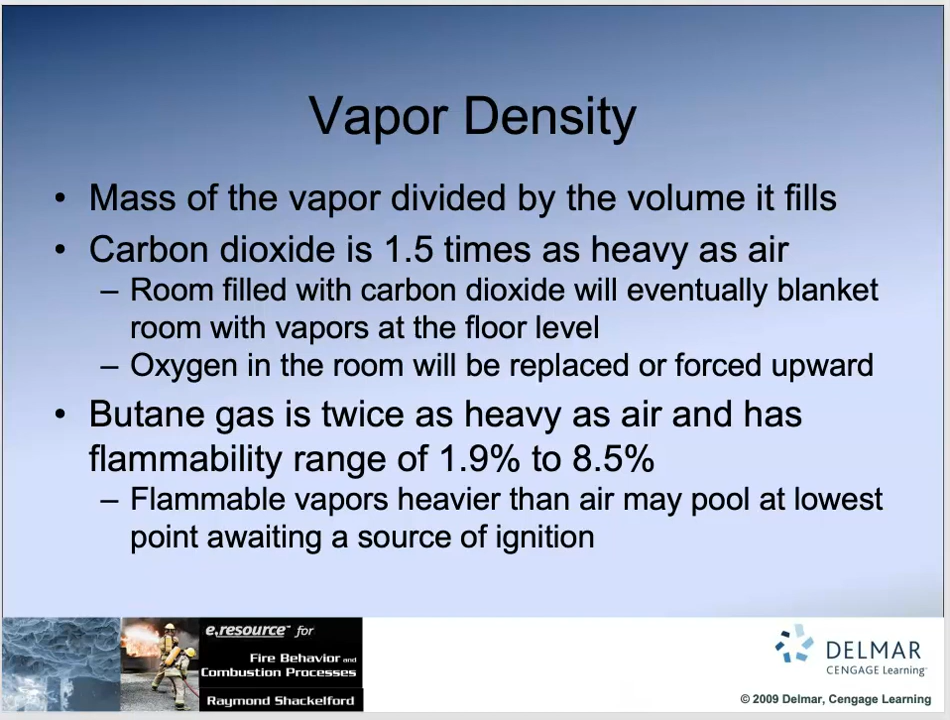 Vapor Density
• Mass of the vapor divided by the volume it fills
• Carbon dioxide is 1.5 times as heavy as air
– Room filled with carbon dioxide will eventually blanket
room with vapors at the floor level
– Oxygen in the room will be replaced or forced upward
• Butane gas is twice as heavy as air and has
flammability range of 1.9% to 8.5%
– Flammable vapors heavier than air may pool at lowest
point awaiting a source of ignition
e.resource™ for
Fire Behavior and
Combustion Processes
Raymond Shackelford
DELMAR
CENGAGE Learning™
© 2009 Delmar, Cengage Learning